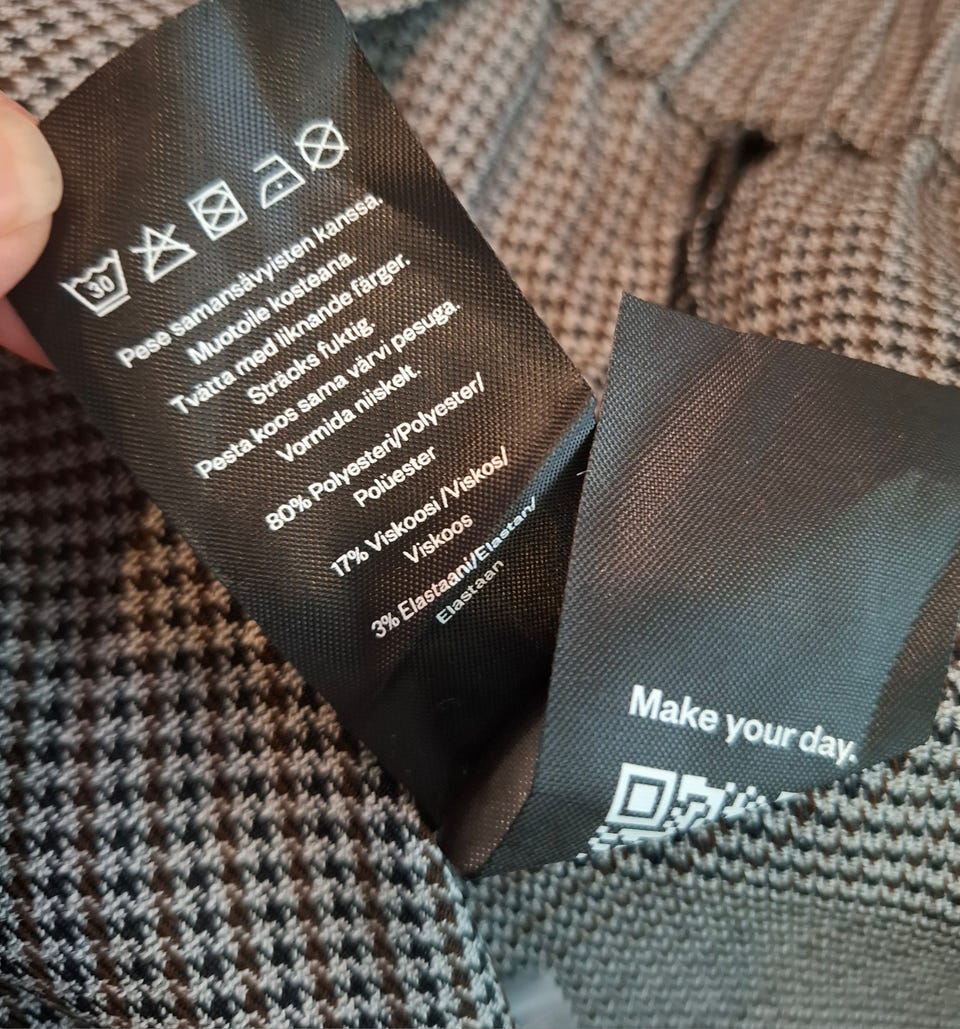 30
Pese samansävyisten kanssa.
Muotoile kosteana.
Tvätta med liknande färger.
Sträcks fuktig
Pesta koos sama värvi pesuga.
Vormida niiskelt.
80% Polyesteri/Polyester/
Polüester
17% Viskoosi /Viskos/
Viskoos
3% Elastaani/Elastan/
Elastaan
Make your day.